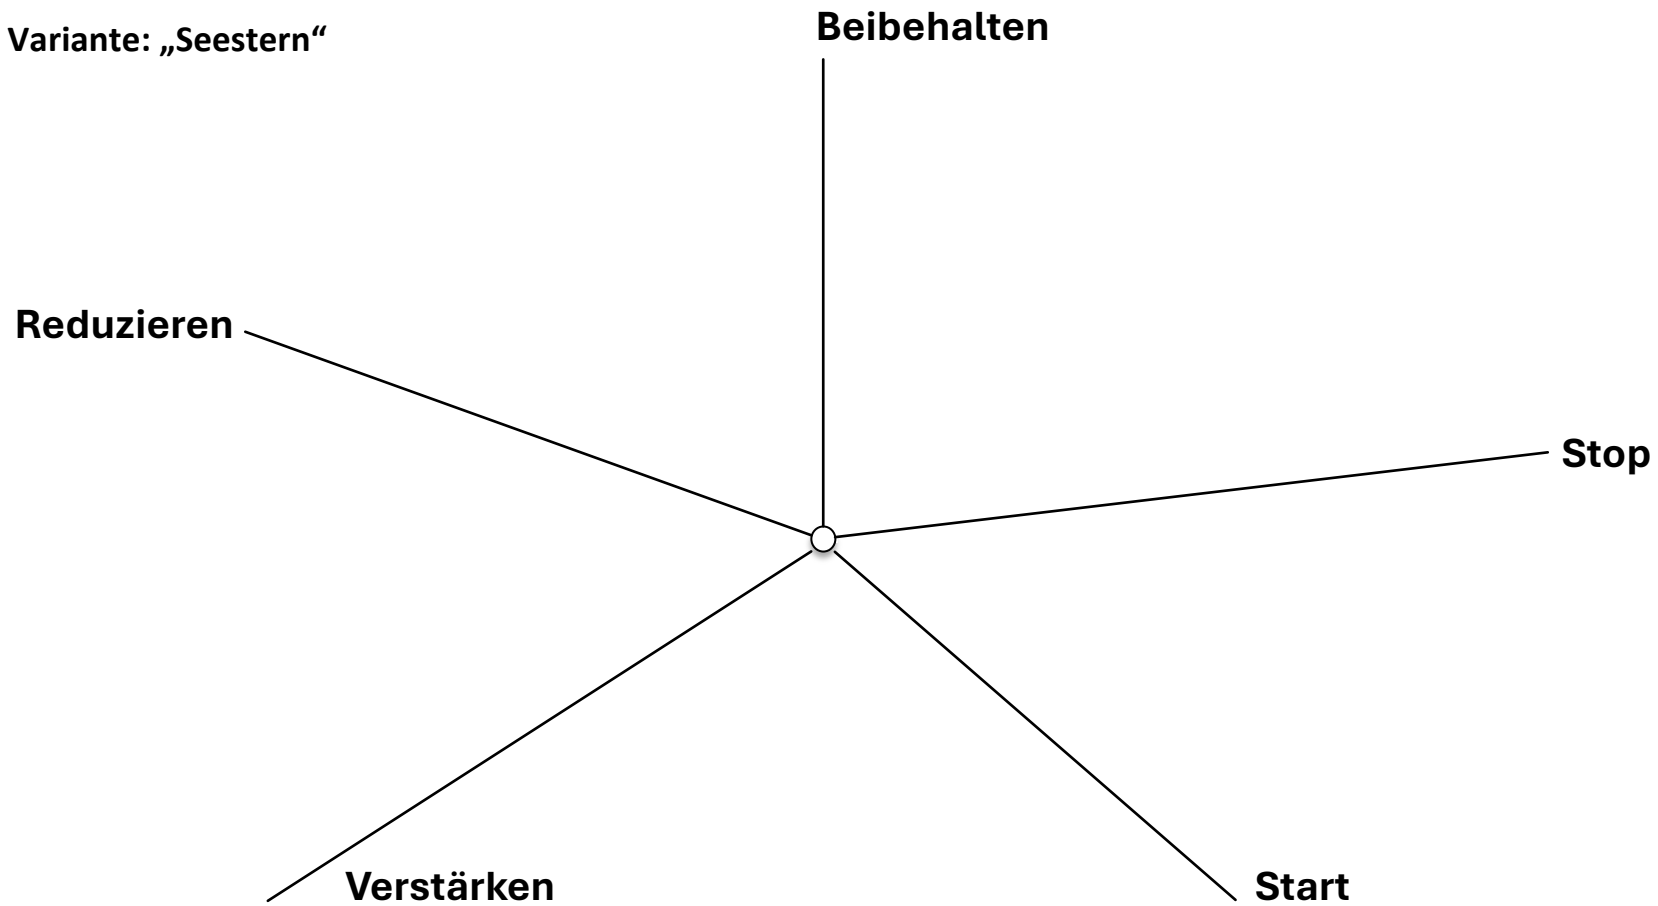 Variante: „Seestern“
Beibehalten
Reduzieren
Stop
Verstärken
Start